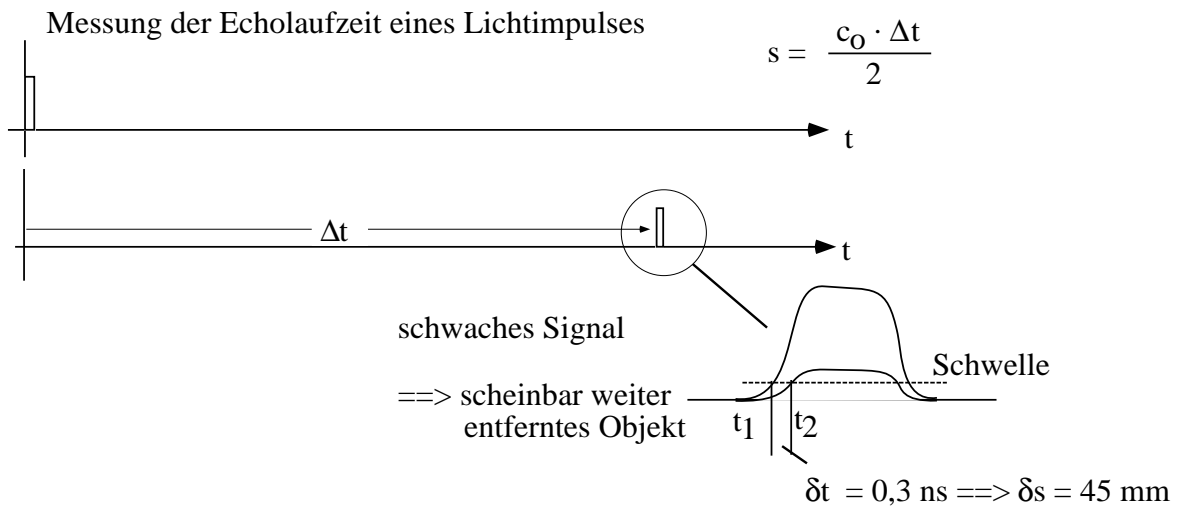 Messung der Echolaufzeit eines Lichtimpulses
s = c₀ · Δt / 2
t
Δt
t
schwaches Signal
Schwelle
==> scheinbar weiter
entferntes Objekt
t₁ t₂
δt = 0,3 ns ==> δs = 45 mm